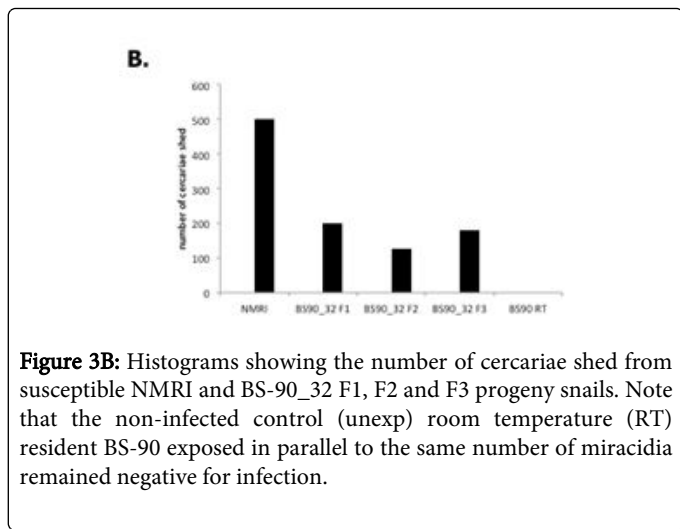 B.
600
500
400
300
200
100
0
number of cercariae shed
NMRI
BS90_32 F1
BS90_32 F2
BS90_32 F3
BS90 RT
Figure 3B: Histograms showing the number of cercariae shed from
susceptible NMRI and BS-90_32 F1, F2 and F3 progeny snails. Note
that the non-infected control (unexp) room temperature (RT)
resident BS-90 exposed in parallel to the same number of miracidia
remained negative for infection.